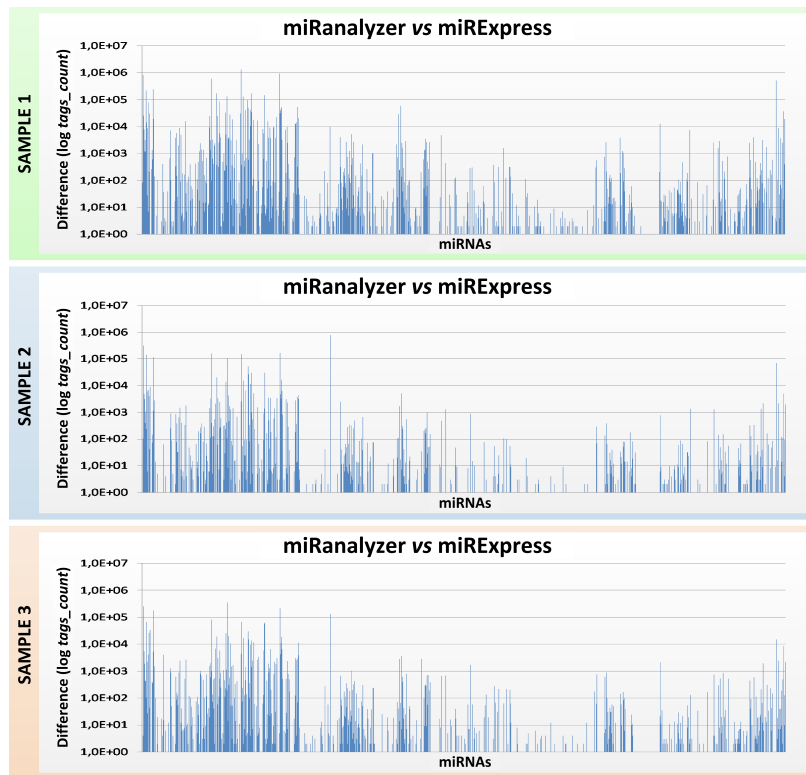 SAMPLE 1
miRanalyzer vs miRExpress
Difference (log tags_count)
1,0E+07
1,0E+06
1,0E+05
1,0E+04
1,0E+03
1,0E+02
1,0E+01
1,0E+00
miRNAs
SAMPLE 2
miRanalyzer vs miRExpress
Difference (log tags_count)
1,0E+07
1,0E+06
1,0E+05
1,0E+04
1,0E+03
1,0E+02
1,0E+01
1,0E+00
miRNAs
SAMPLE 3
miRanalyzer vs miRExpress
Difference (log tags_count)
1,0E+07
1,0E+06
1,0E+05
1,0E+04
1,0E+03
1,0E+02
1,0E+01
1,0E+00
miRNAs